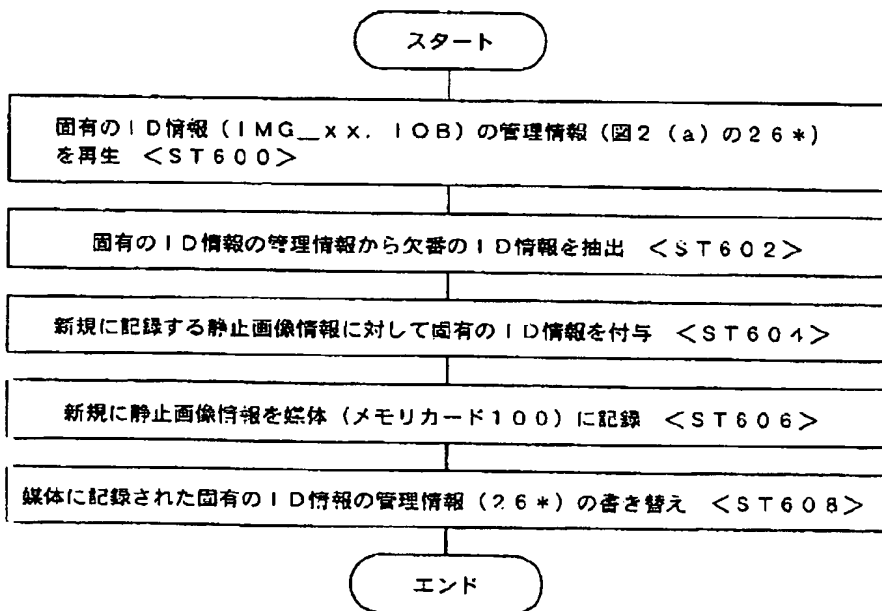 スタート
固有のID情報(IMG__xx.IOB)の管理情報(図2(a)の26*)
を再生 <ST600>
固有のID情報の管理情報から欠番のID情報を抽出 <ST602>
新規に記録する静止画像情報に対して固有のID情報を付与 <ST604>
新規に静止画像情報を媒体(メモリカード100)に記録 <ST606>
媒体に記録された固有のID情報の管理情報(26*)の書き替え <ST608>
エンド